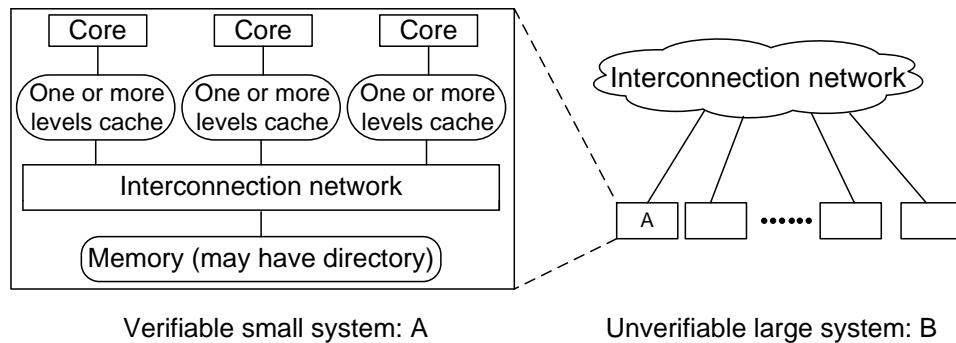 Core Core Core
One or more One or more One or more
levels cache levels cache levels cache
Interconnection network
Memory (may have directory)
Verifiable small system: A
Interconnection network
A ······
Unverifiable large system: B